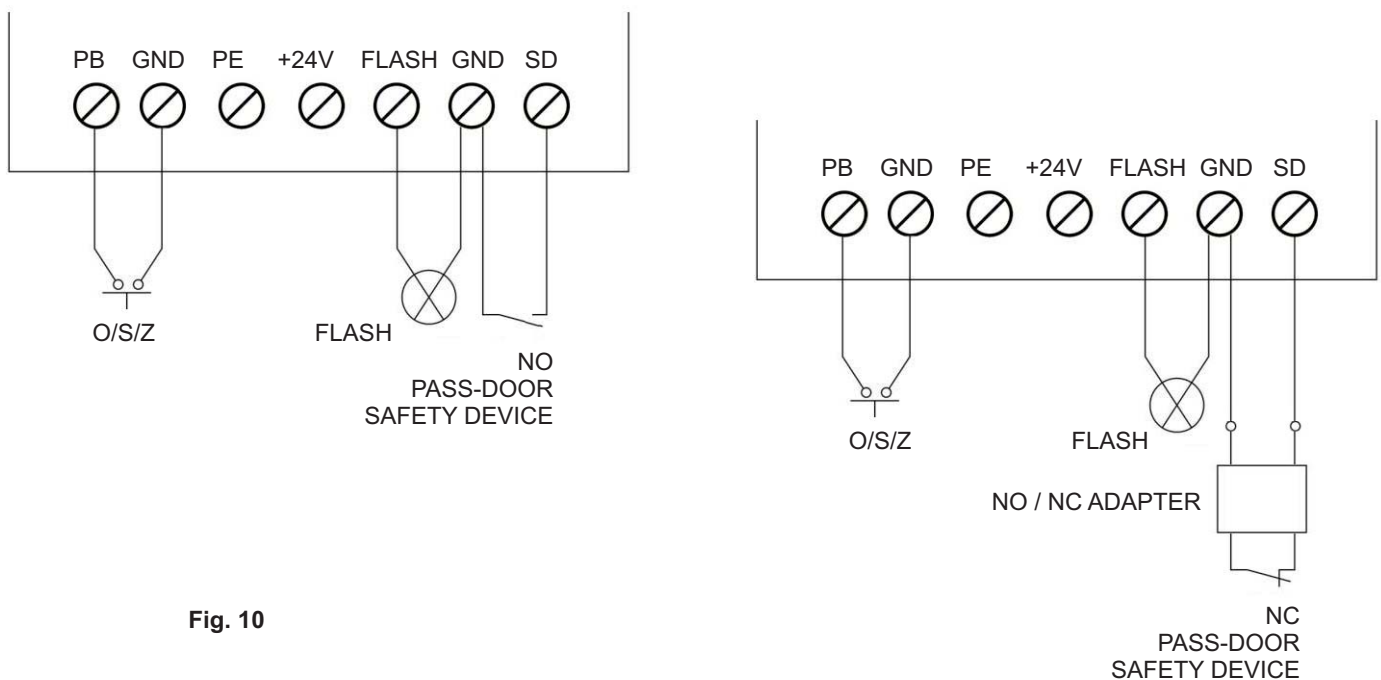 PB GND PE +24V FLASH GND SD
O/S/Z
FLASH
NO
PASS-DOOR
SAFETY DEVICE
PB GND PE +24V FLASH GND SD
O/S/Z
FLASH
NO / NC ADAPTER
NC
PASS-DOOR
SAFETY DEVICE
Fig. 10